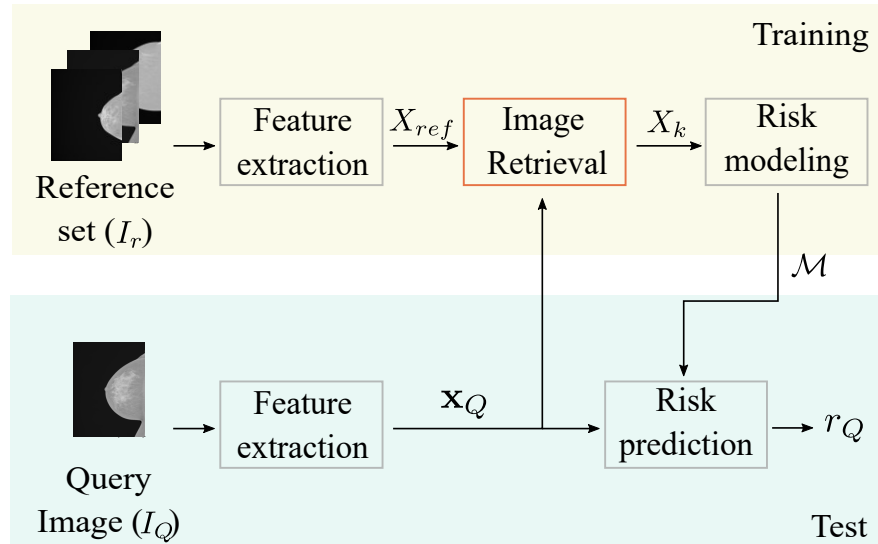 Training
Feature
extraction
X_ref
Image
Retrieval
X_k
Risk
modeling
Reference
set (I_r)
ℳ
Feature
extraction
𝐱_Q
Risk
prediction
r_Q
Query
Image (I_Q)
Test